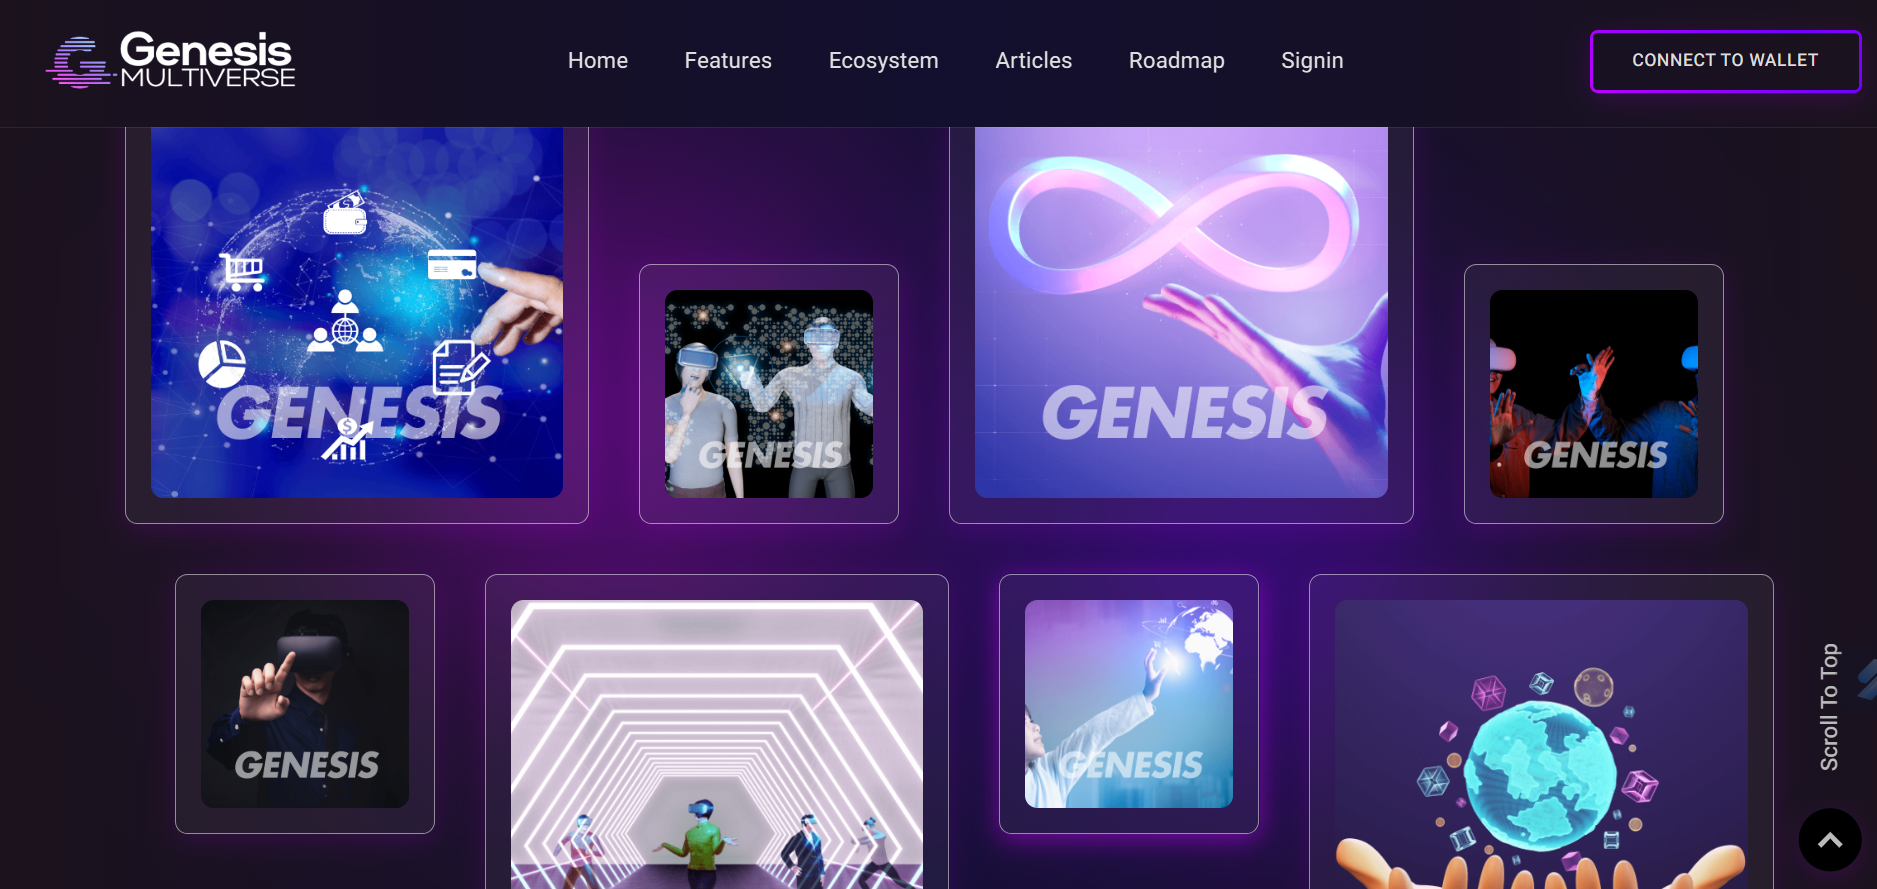 Genesis
MULTIVERSE
Home
Features
Ecosystem
Articles
Roadmap
Signin
CONNECT TO WALLET
GENESIS
GENESIS
GENESIS
GENESIS
GENESIS
GENESIS
Scroll To Top